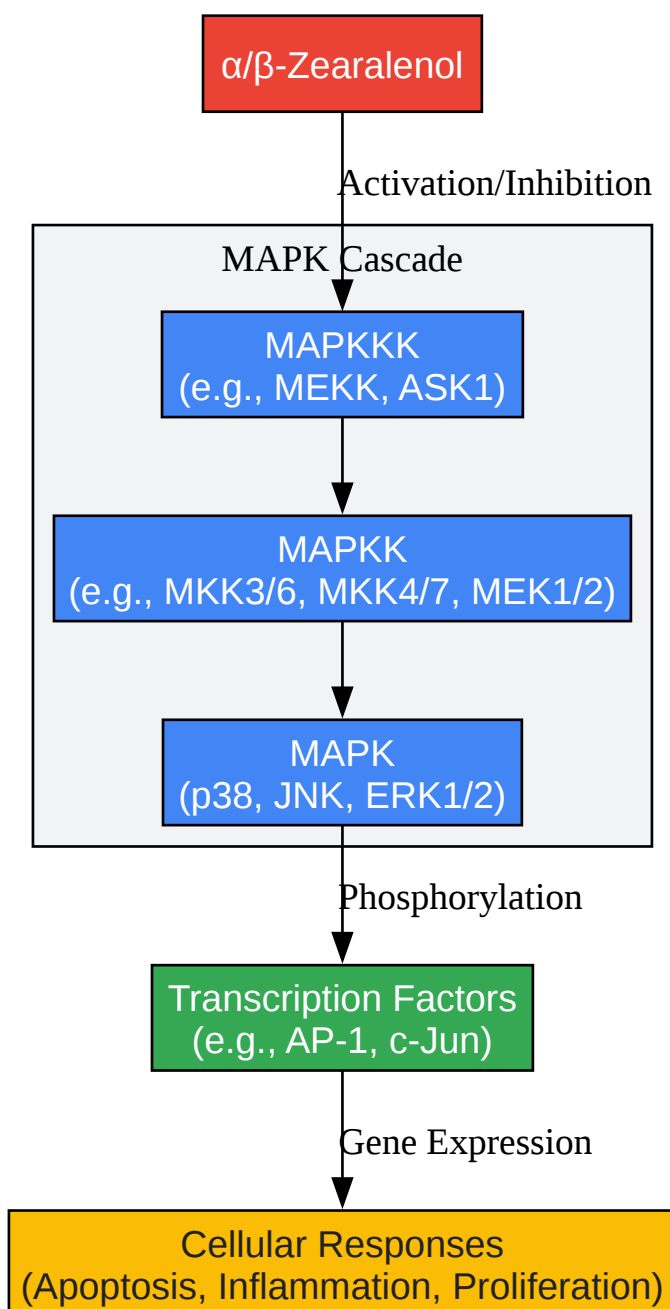 α/β-Zearalenol
Activation/Inhibition
MAPK Cascade
MAPKKK
(e.g., MEKK, ASK1)
MAPKK
(e.g., MKK3/6, MKK4/7, MEK1/2)
MAPK
(p38, JNK, ERK1/2)
Phosphorylation
Transcription Factors
(e.g., AP-1, c-Jun)
Gene Expression
Cellular Responses
(Apoptosis, Inflammation, Proliferation)